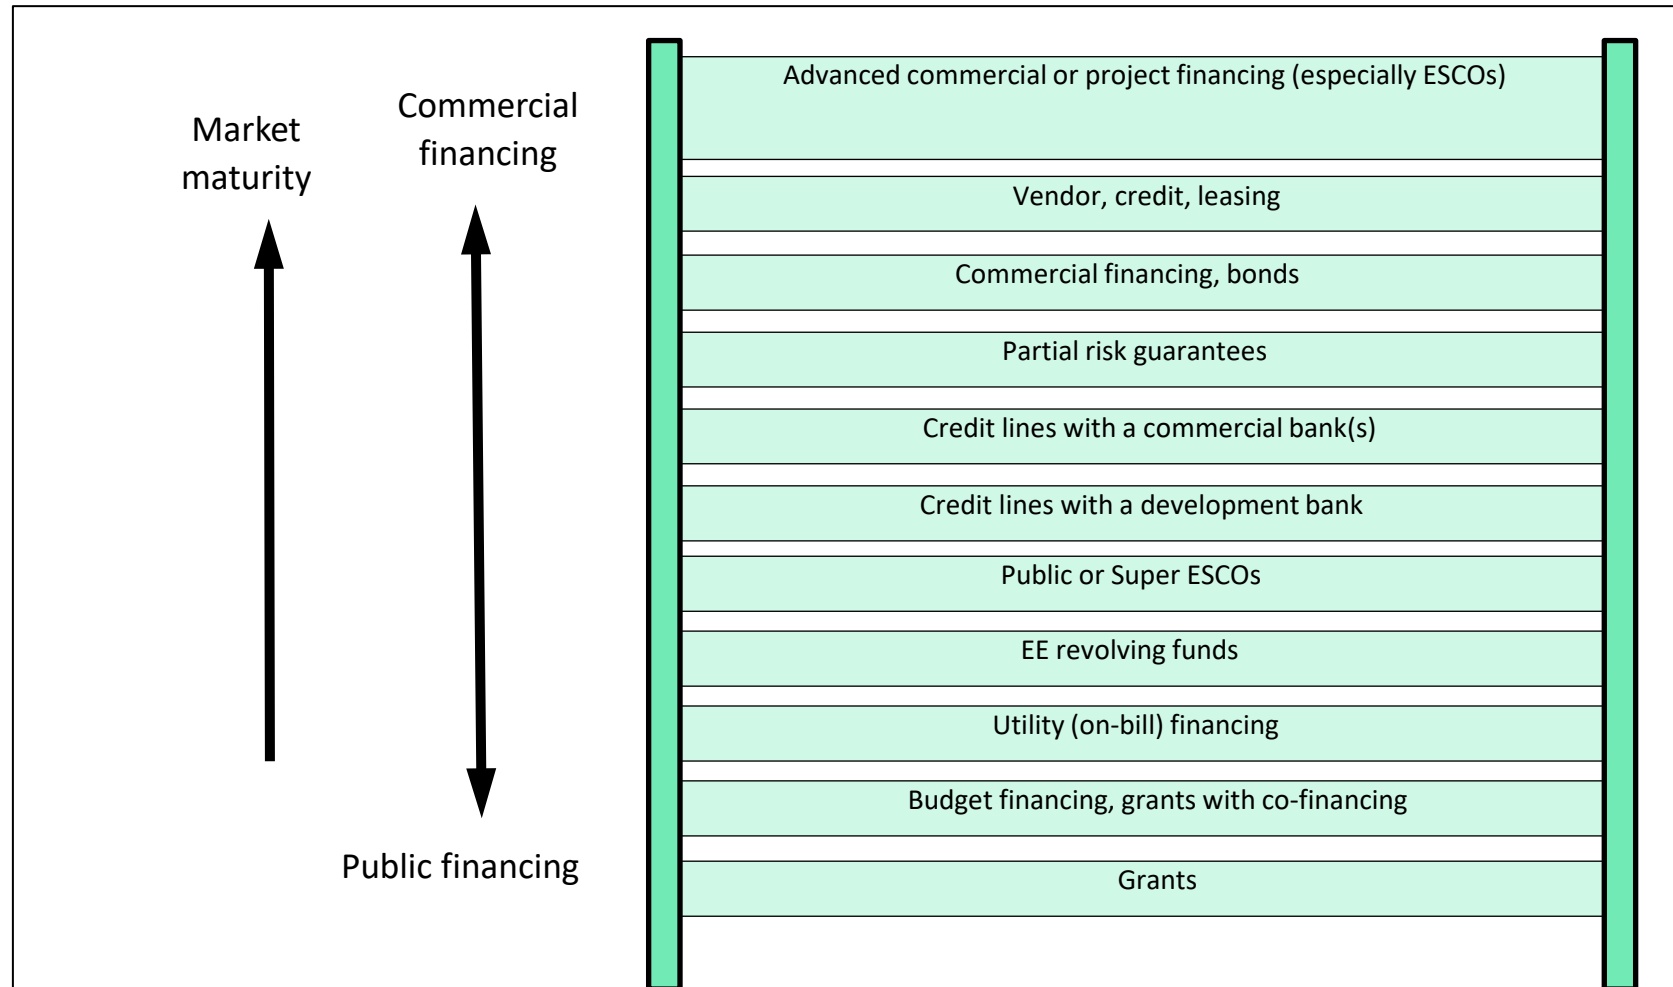 Market
maturity
Commercial
financing
Public financing
Advanced commercial or project financing (especially ESCOs)
Vendor, credit, leasing
Commercial financing, bonds
Partial risk guarantees
Credit lines with a commercial bank(s)
Credit lines with a development bank
Public or Super ESCOs
EE revolving funds
Utility (on-bill) financing
Budget financing, grants with co-financing
Grants